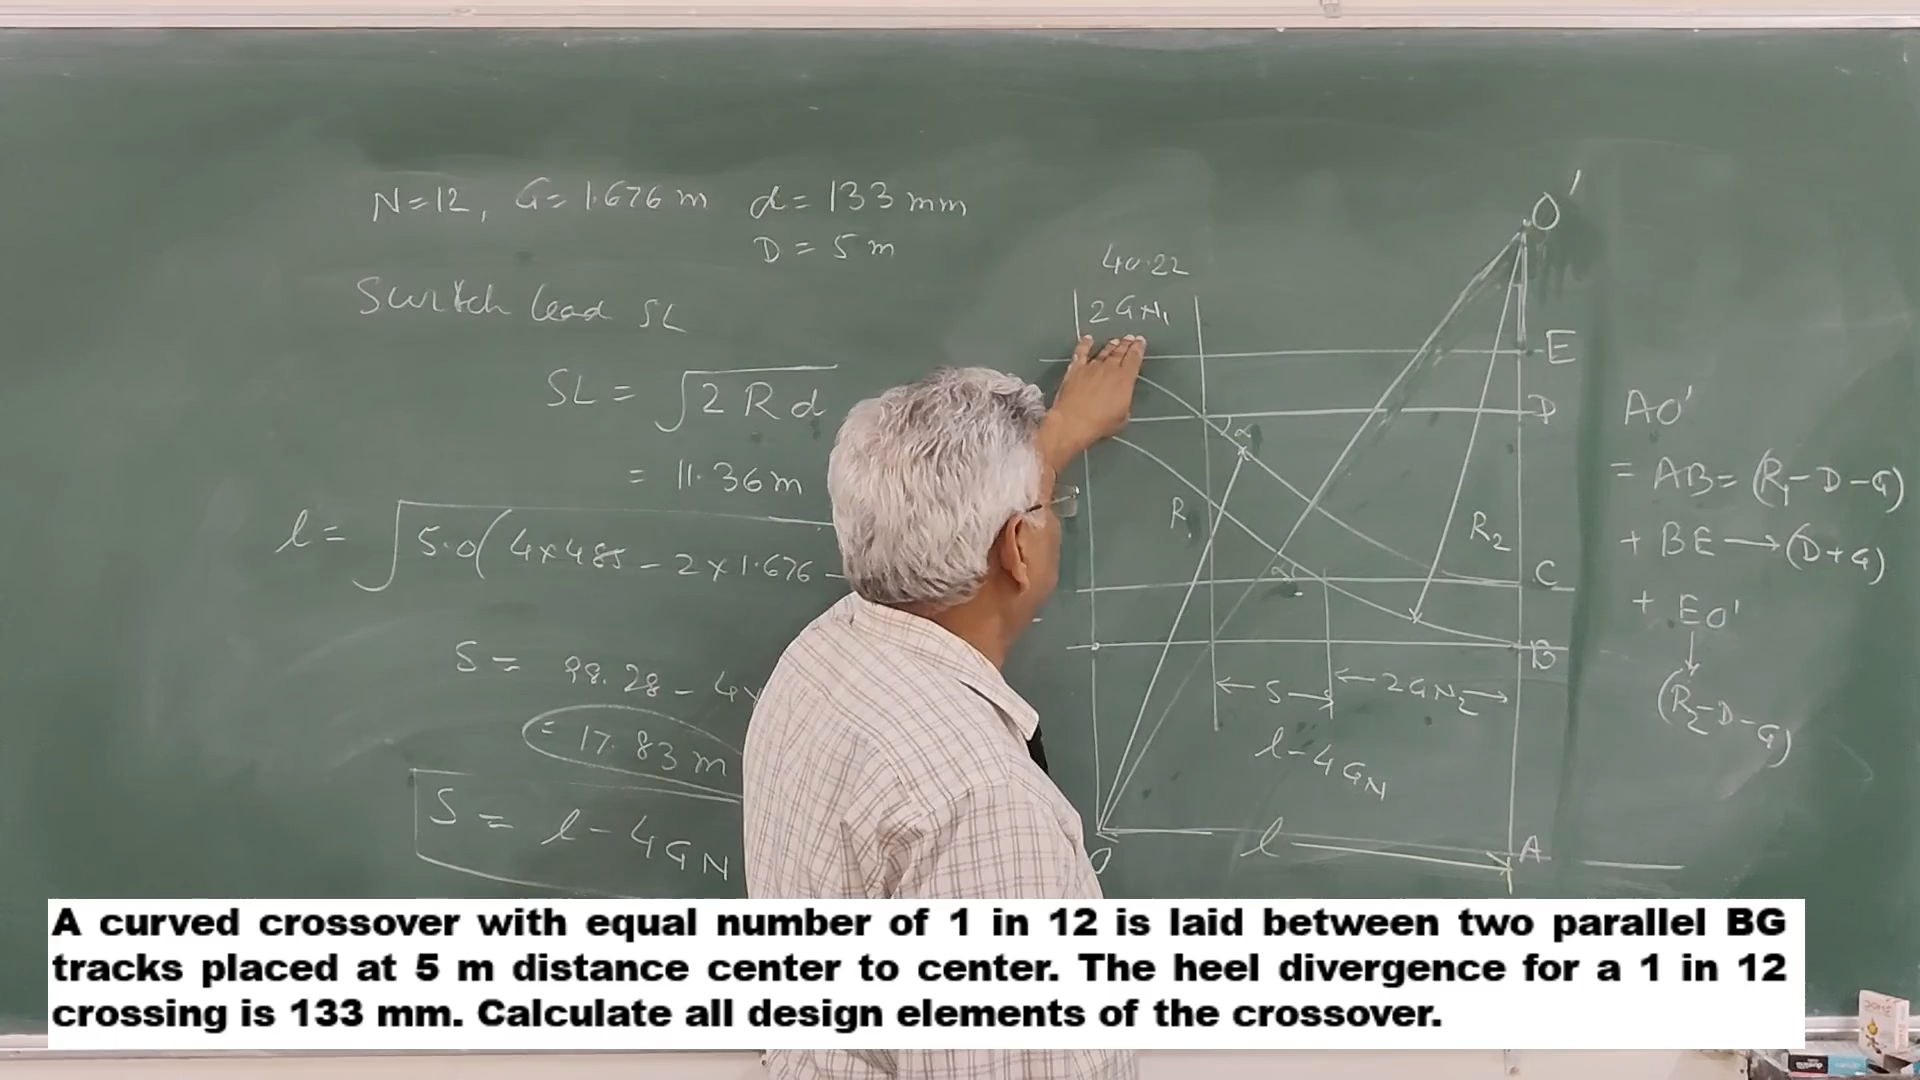 N=12, G= 1.676 m d= 133 mm
D = 5 m
Switch lead SL
SL = √2 R d
= 11.36 m
l = √5.0(4×485 - 2×1.676 -
S = 98.28 - 4×
= 17.83 m
S = l - 4GN
40.22
2GN₁
O'
E
D
α
R₁
R₂
C
α
B
S
2GN₂
l - 4GN
O
l
A
AO'
= AB = (R₁-D-G)
+ BE → (D+G)
+ EO'
(R₂-D-G)
A curved crossover with equal number of 1 in 12 is laid between two parallel BG
tracks placed at 5 m distance center to center. The heel divergence for a 1 in 12
crossing is 133 mm. Calculate all design elements of the crossover.